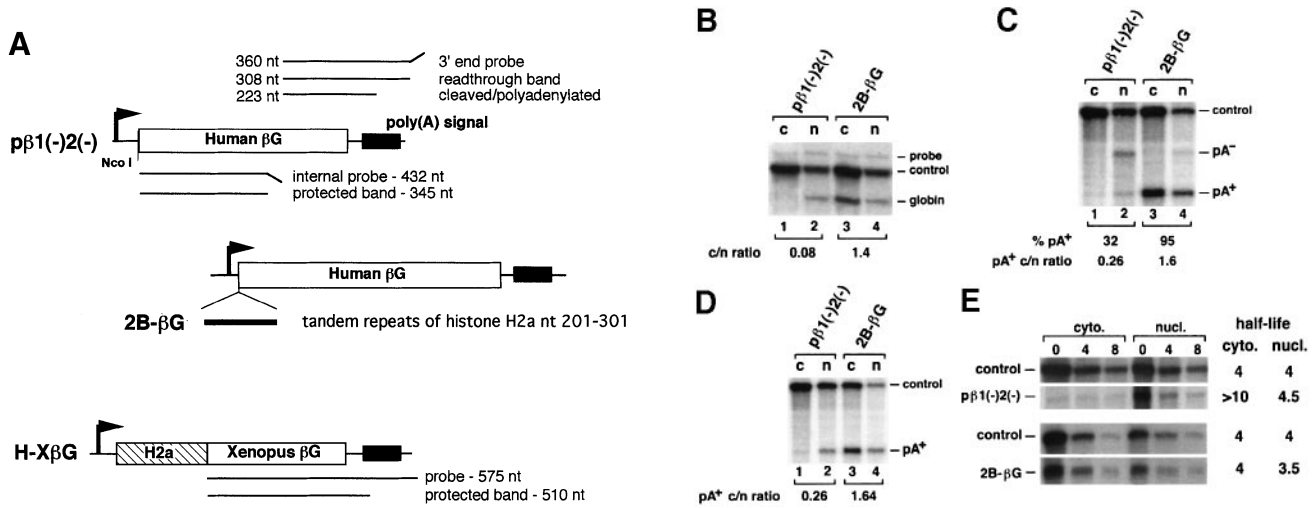 A
360 nt
3' end probe
308 nt
readthrough band
223 nt
cleaved/polyadenylated
poly(A) signal
pβ1(-)2(-)
Human βG
Nco I
internal probe - 432 nt
protected band - 345 nt
Human βG
2B-βG
tandem repeats of histone H2a nt 201-301
H-XβG
H2a
Xenopus βG
probe - 575 nt
protected band - 510 nt
B
pβ1(-)2(-)
2B-βG
c n c n
probe
control
globin
1 2 3 4
c/n ratio 0.08 1.4
C
pβ1(-)2(-)
2B-βG
c n c n
control
pA⁻
pA⁺
1 2 3 4
% pA⁺ 32 95
pA⁺ c/n ratio 0.26 1.6
D
pβ1(-)2(-)
2B-βG
c n c n
control
pA⁺
1 2 3 4
pA⁺ c/n ratio 0.26 1.64
E
cyto. nucl. half-life
0 4 8 0 4 8 cyto. nucl.
control 4 4
pβ1(-)2(-) >10 4.5
control 4 4
2B-βG 4 3.5